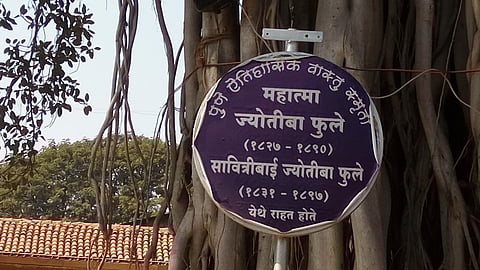 पुणे ऐतिहासिक वास्तु स्मृती
महात्मा
ज्योतीबा फुले
(१८२७ - १८९०)
सावित्रीबाई ज्योतीबा फुले
(१८३१ - १८९७)
येथे राहत होते